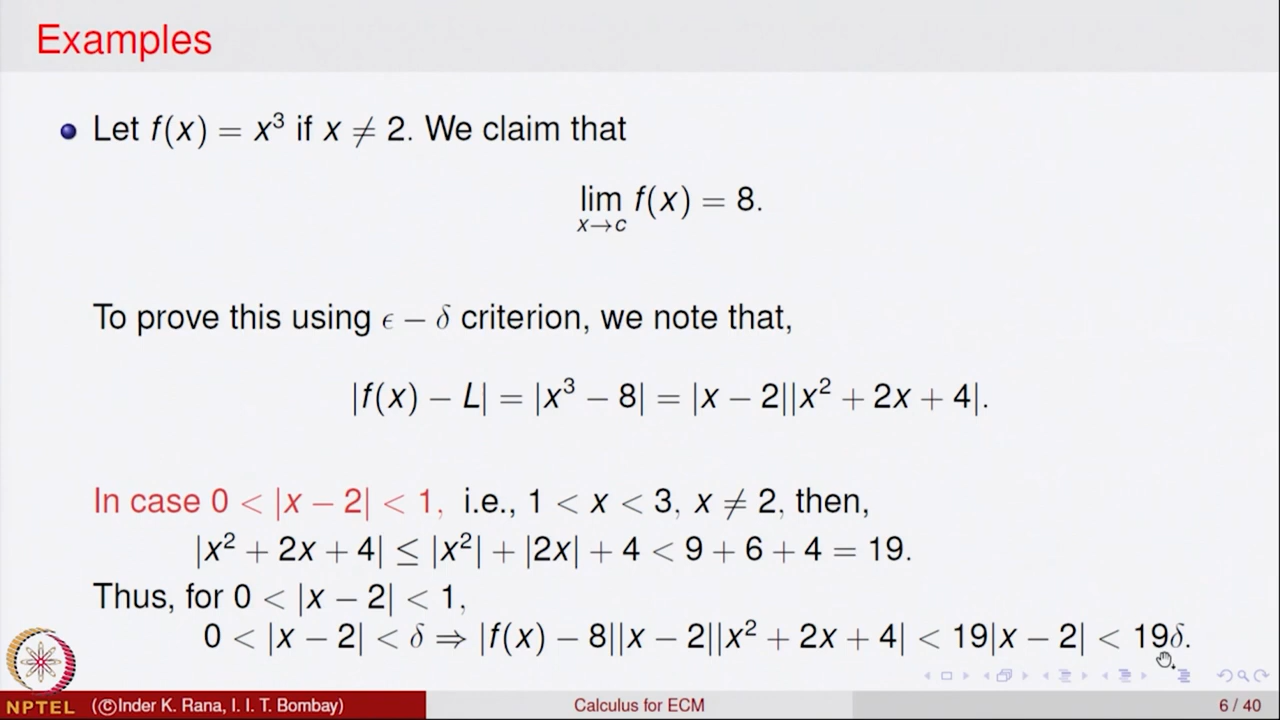 Examples
Let f(x) = x³ if x ≠ 2. We claim that
lim f(x) = 8.
x→c
To prove this using ϵ − δ criterion, we note that,
|f(x) − L| = |x³ − 8| = |x − 2||x² + 2x + 4|.
In case 0 < |x − 2| < 1, i.e., 1 < x < 3, x ≠ 2, then,
|x² + 2x + 4| ≤ |x²| + |2x| + 4 < 9 + 6 + 4 = 19.
Thus, for 0 < |x − 2| < 1,
0 < |x − 2| < δ ⇒ |f(x) − 8||x − 2||x² + 2x + 4| < 19|x − 2| < 19δ.
NPTEL (©Inder K. Rana, I. I. T. Bombay) Calculus for ECM 6 / 40